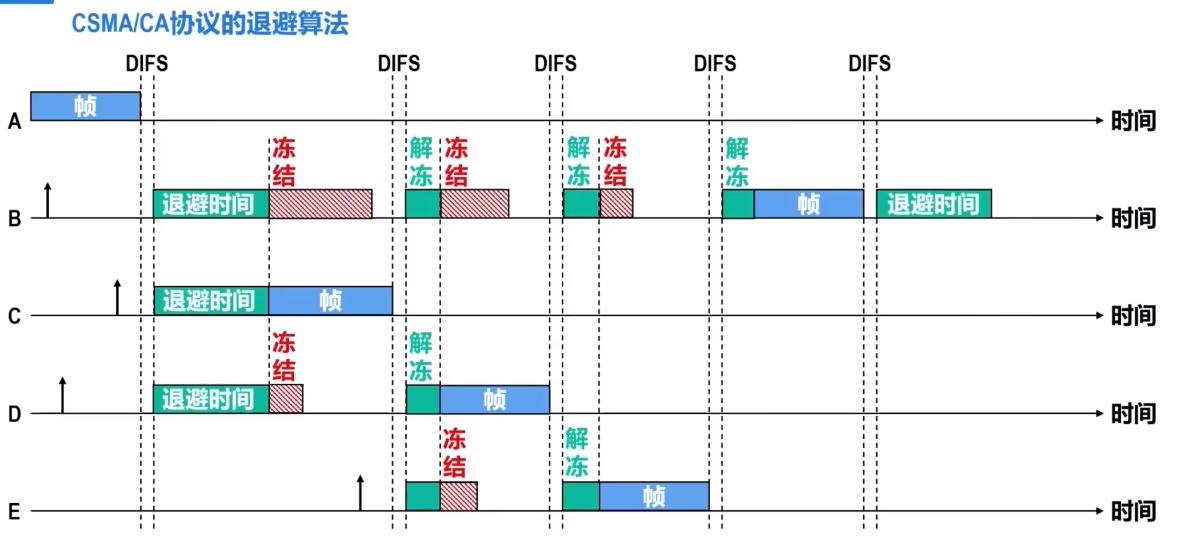 CSMA/CA协议的退避算法
DIFS DIFS DIFS DIFS DIFS
帧
A 时间
冻结 解冻 冻结 解冻 冻结 解冻
退避时间 帧 退避时间
B 时间
退避时间 帧
C 时间
冻结 解冻
退避时间 帧
D 时间
冻结 解冻
帧
E 时间